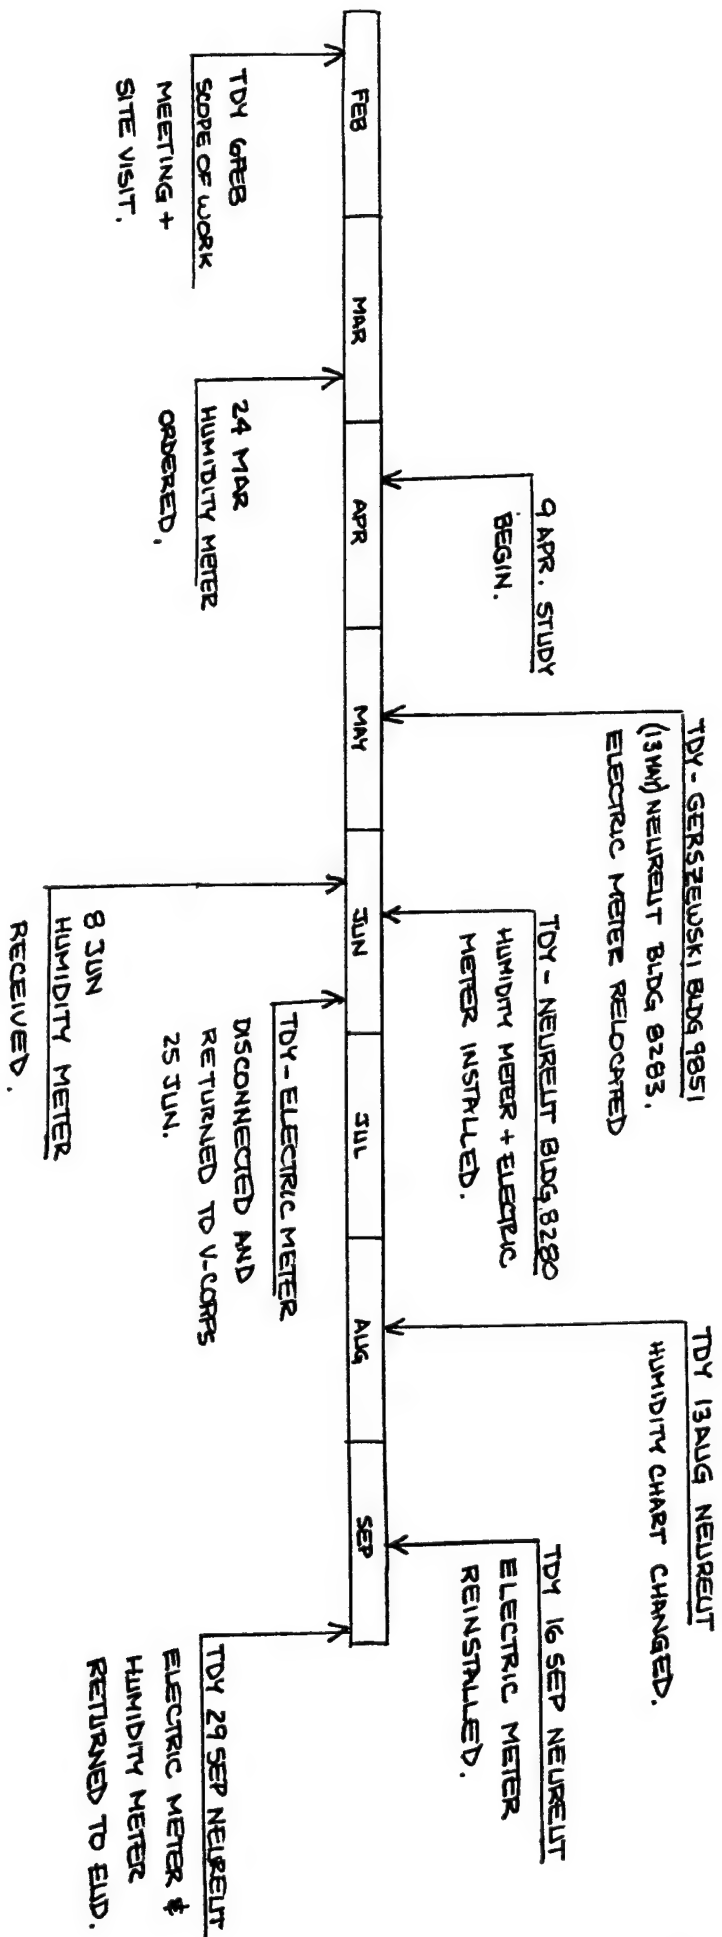 TDY-GERSZEWSKI BLDG 9851
(13 MAY) NEUREUT BLDG 8283.
ELECTRIC METER RELOCATED
TDY 13 AUG NEUREUT
HUMIDITY CHART CHANGED.
9 APR. STUDY
BEGIN.
TDY-NEUREUT BLDG. 8280
HUMIDITY METER + ELECTRIC
METER INSTALLED.
TDY 16 SEP NEUREUT
ELECTRIC METER
REINSTALLED.
FEB
MAR
APR
MAY
JUN
JUL
AUG
SEP
TDY 6 FEB
SCOPE OF WORK
MEETING +
SITE VISIT.
24 MAR
HUMIDITY METER
ORDERED.
8 JUN
HUMIDITY METER
RECEIVED.
TDY-ELECTRIC METER
DISCONNECTED AND
RETURNED TO V-CORPS
25 JUN.
TDY 29 SEP NEUREUT
ELECTRIC METER &
HUMIDITY METER
RETURNED TO EUD.